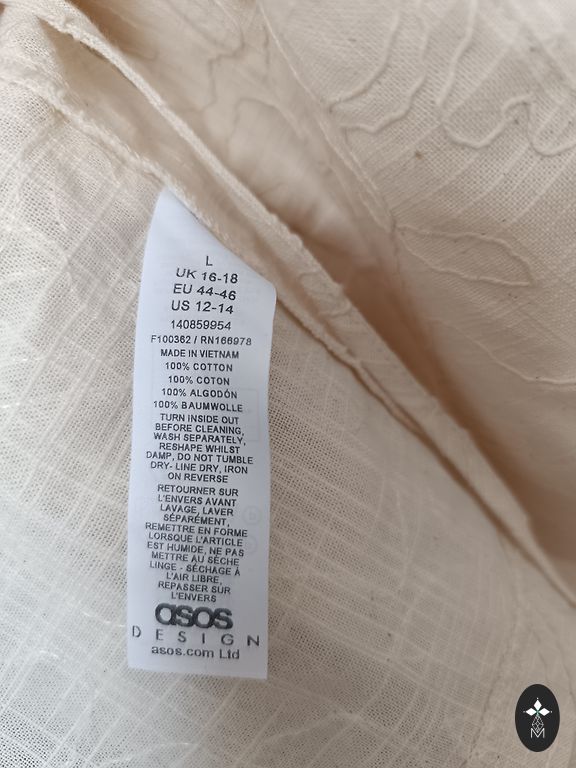 L
UK 16-18
EU 44-46
US 12-14
140859954
F100362 / RN166978
MADE IN VIETNAM
100% COTTON
100% COTON
100% ALGODÓN
100% BAUMWOLLE
TURN INSIDE OUT
BEFORE CLEANING,
WASH SEPARATELY,
RESHAPE WHILST
DAMP, DO NOT TUMBLE
DRY- LINE DRY, IRON
ON REVERSE
RETOURNER SUR
L'ENVERS AVANT
LAVAGE, LAVER
SÉPARÉMENT,
REMETTRE EN FORME
LORSQUE L'ARTICLE
EST HUMIDE, NE PAS
METTRE AU SÈCHE
LINGE - SÉCHAGE À
L'AIR LIBRE,
REPASSER SUR
L'ENVERS
asos
DESIGN
asos.com Ltd
M